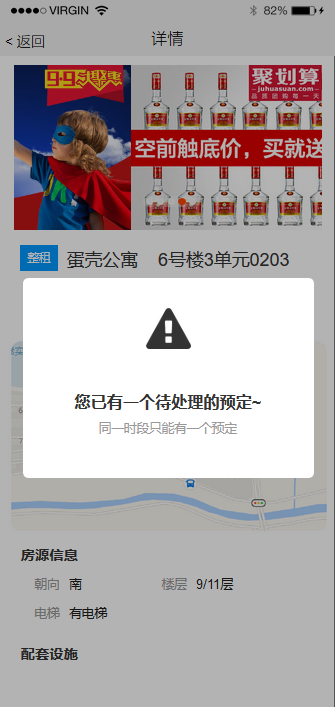 VIRGIN
82%
< 返回
详情
9·9大聚惠
聚划算
juhuasuan.com
品质团购每一天
空前触底价，买就送
整租
蛋壳公寓 6号楼3单元0203
您已有一个待处理的预定~
同一时段只能有一个预定
房源信息
朝向 南
楼层 9/11层
电梯 有电梯
配套设施